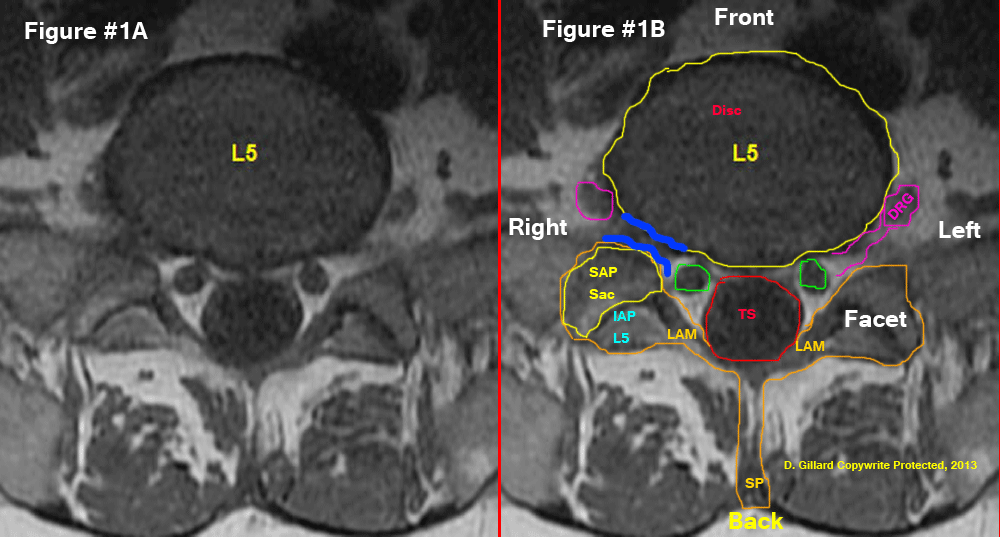 Figure #1A
L5
Figure #1B
Front
Disc
L5
Right
Left
DRG
SAP
Sac
IAP
L5
LAM
TS
LAM
Facet
D. Gillard Copywrite Protected, 2013
SP
Back